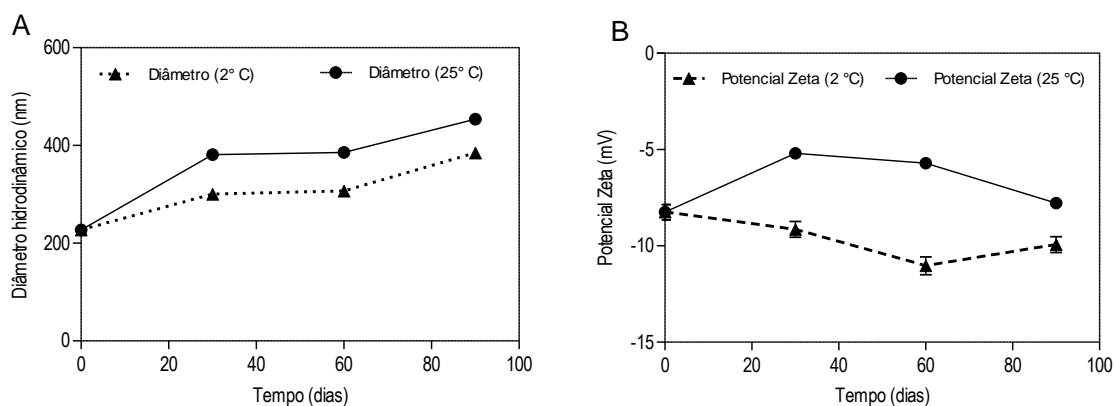 A
600
400
200
0
Diâmetro hidrodinâmico (nm)
Diâmetro (2° C)
Diâmetro (25° C)
0 20 40 60 80 100
Tempo (dias)
B
0
-5
-10
-15
Potencial Zeta (mV)
Potencial Zeta (2 °C)
Potencial Zeta (25 °C)
0 20 40 60 80 100
Tempo (dias)